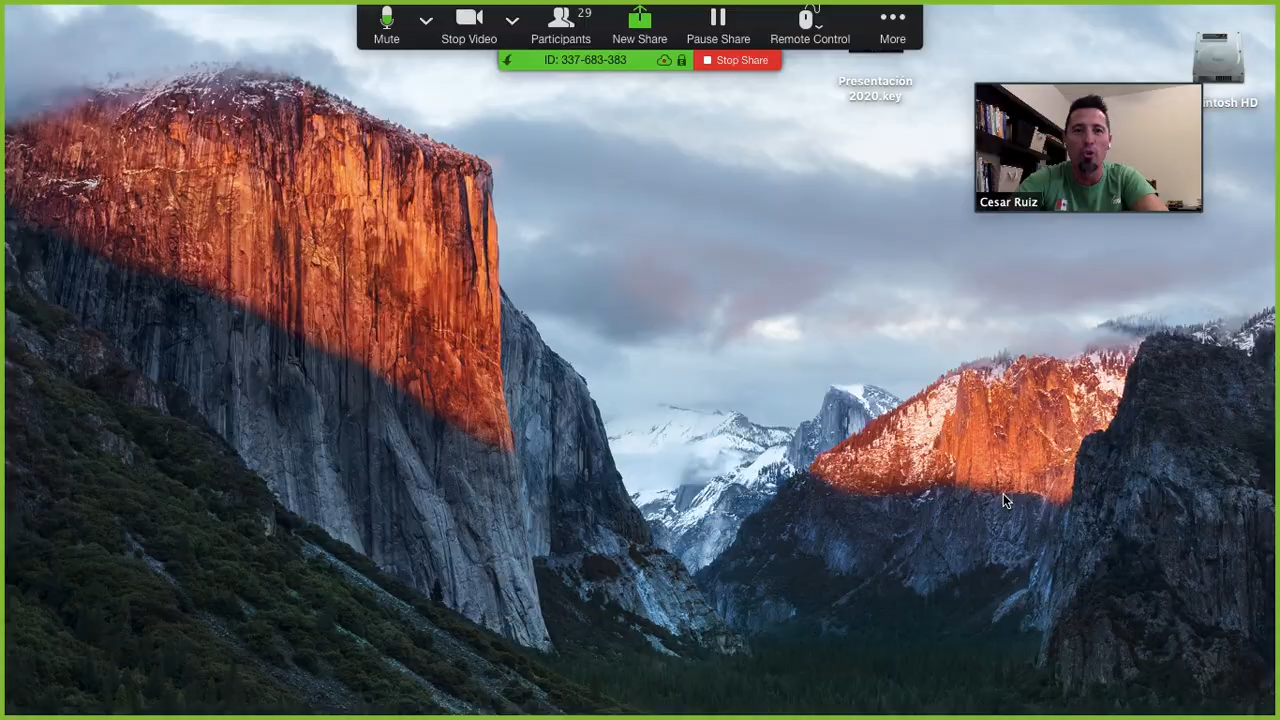 29
Mute
Stop Video
Participants
New Share
Pause Share
Remote Control
More
ID: 337-683-383
Stop Share
Presentación
2020.key
intosh HD
Cesar Ruiz